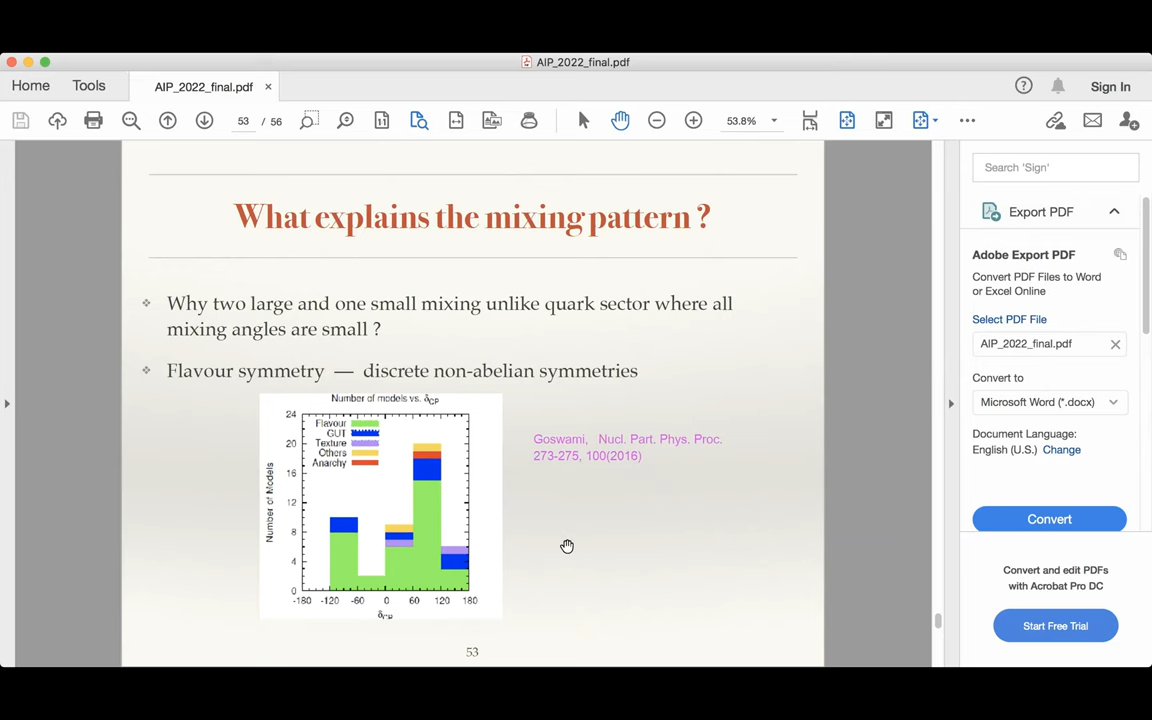 AIP_2022_final.pdf
Home Tools AIP_2022_final.pdf × Sign In
53 / 56 53.8%
Search 'Sign'
Export PDF
Adobe Export PDF
Convert PDF Files to Word
or Excel Online
Select PDF File
AIP_2022_final.pdf
Convert to
Microsoft Word (*.docx)
Document Language:
English (U.S.) Change
Convert
Convert and edit PDFs
with Acrobat Pro DC
Start Free Trial
What explains the mixing pattern ?
Why two large and one small mixing unlike quark sector where all
mixing angles are small ?
Flavour symmetry — discrete non-abelian symmetries
Number of models vs. δCP
Number of Models
24
20
16
12
8
4
0
Flavour
GUT
Texture
Others
Anarchy
-180 -120 -60 0 60 120 180
δCP
Goswami, Nucl. Part. Phys. Proc.
273-275, 100(2016)
53